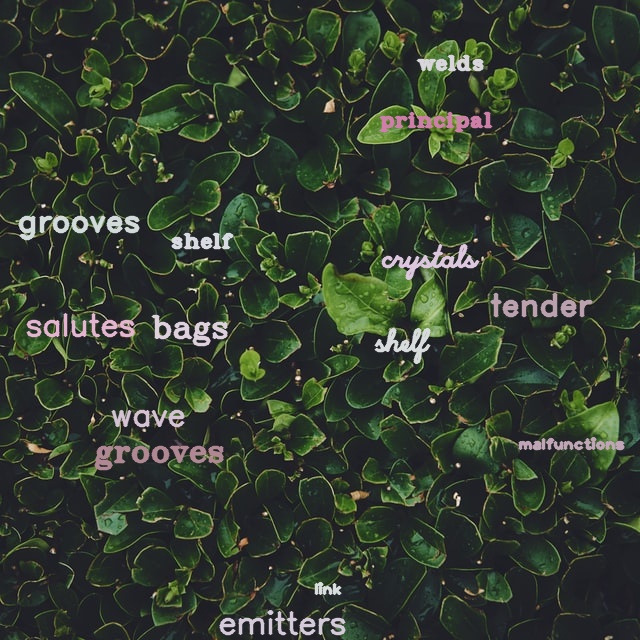 welds
principal
grooves
shelf
crystals
tender
salutes
bags
shelf
wave
malfunctions
grooves
link
emitters